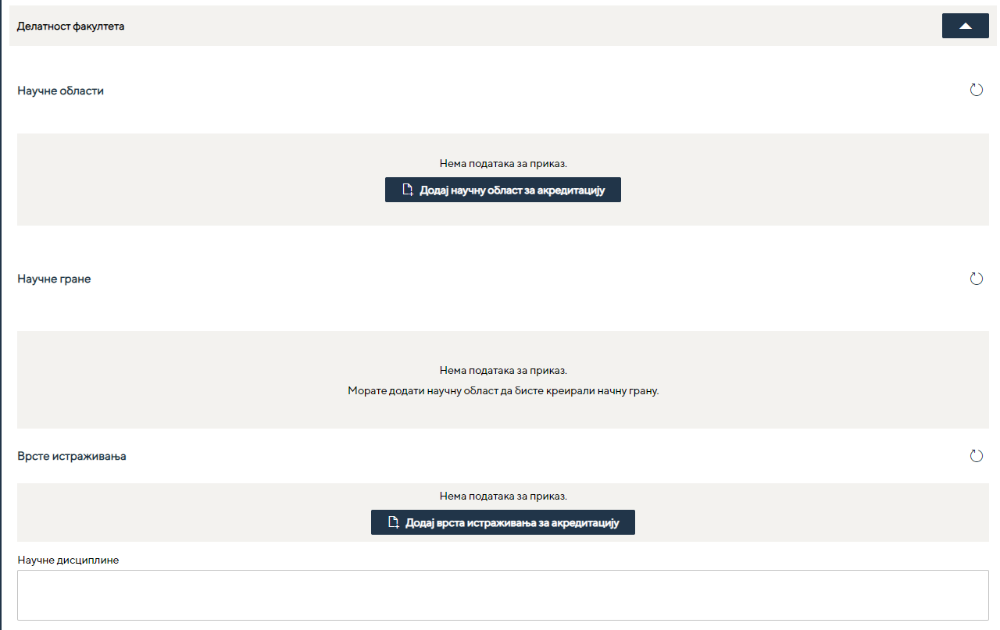 Делатност факултета
Научне области
Нема података за приказ.
Додај научну област за акредитацију
Научне гране
Нема података за приказ.
Морате додати научну област да бисте креирали начну грану.
Врсте истраживања
Нема података за приказ.
Додај врста истраживања за акредитацију
Научне дисциплине